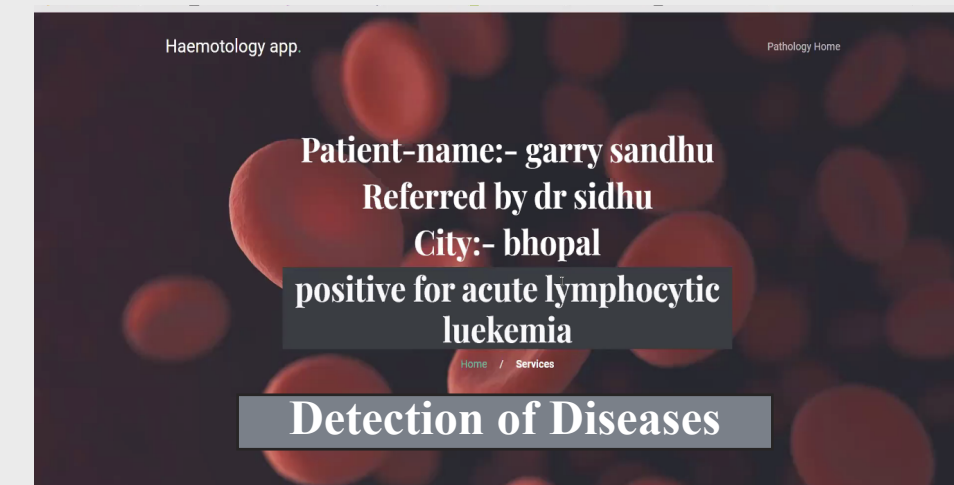 Haemotology app.
Pathology Home
Patient-name:- garry sandhu
Referred by dr sidhu
City:- bhopal
positive for acute lymphocytic
luekemia
Home / Services
Detection of Diseases